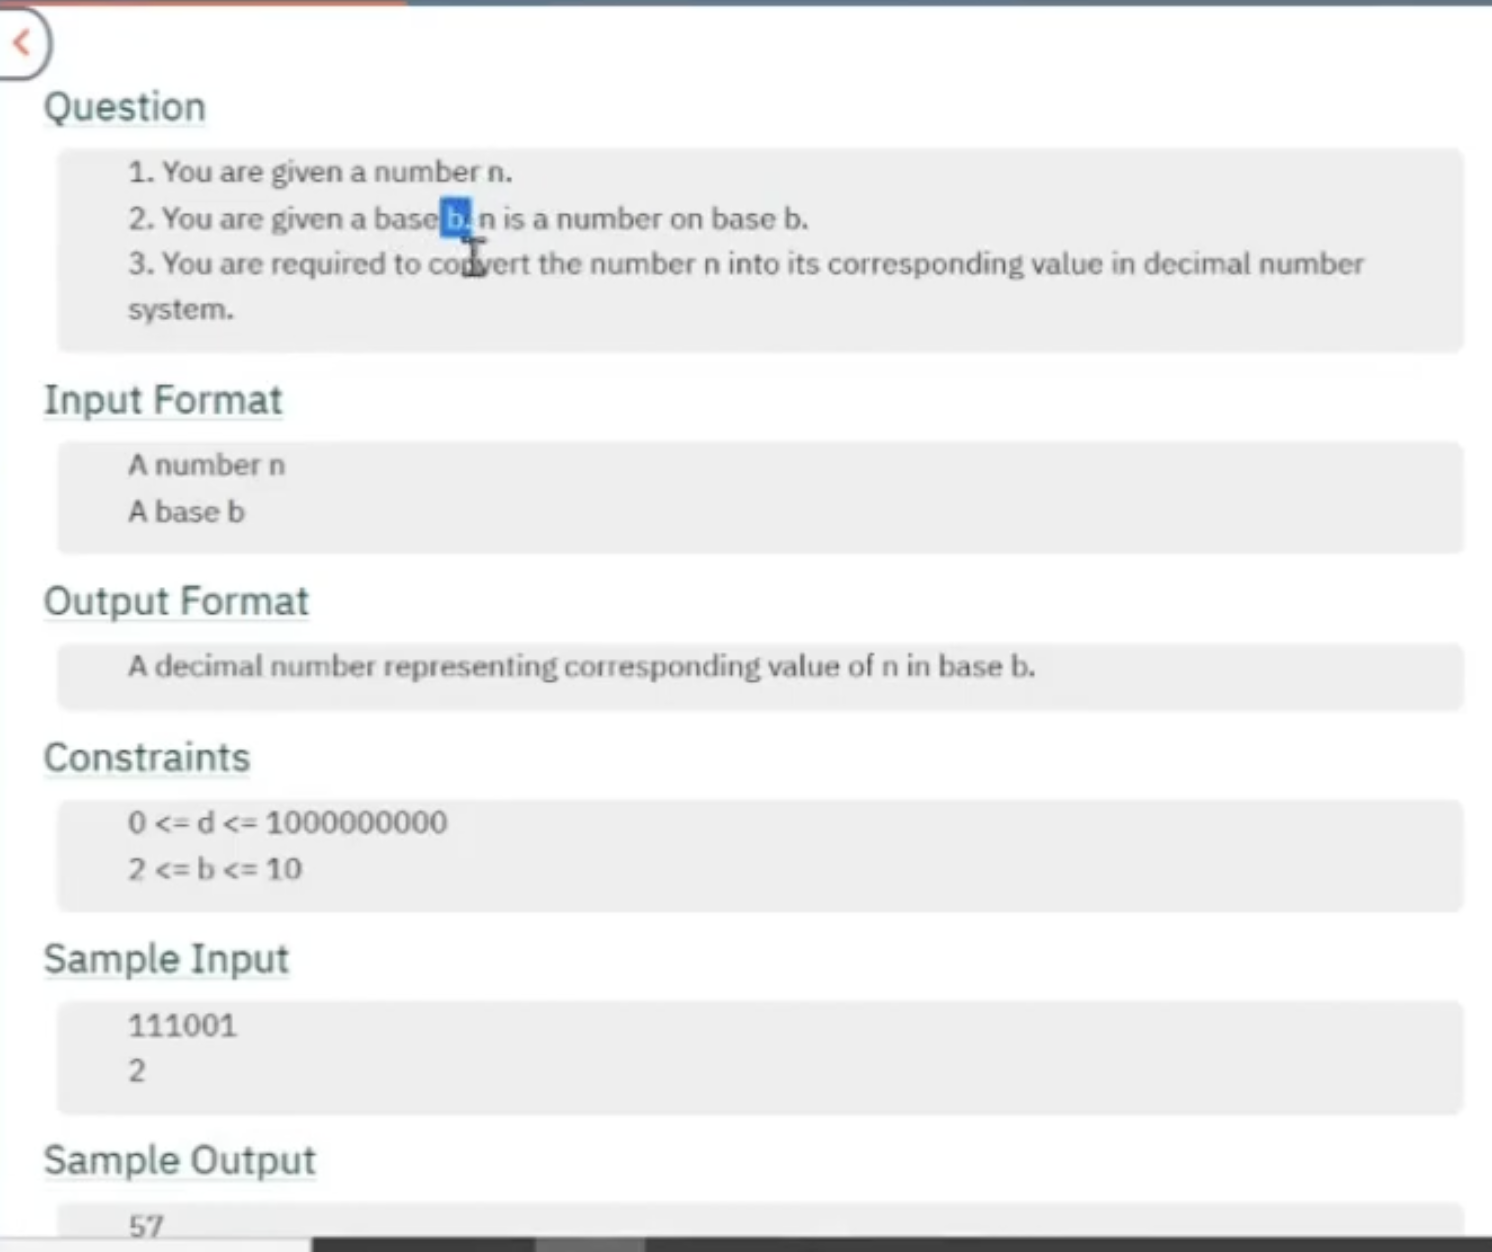 Question
1. You are given a number n.
2. You are given a base b. n is a number on base b.
3. You are required to convert the number n into its corresponding value in decimal number
system.
Input Format
A number n
A base b
Output Format
A decimal number representing corresponding value of n in base b.
Constraints
0 <= d <= 1000000000
2 <= b <= 10
Sample Input
111001
2
Sample Output
57